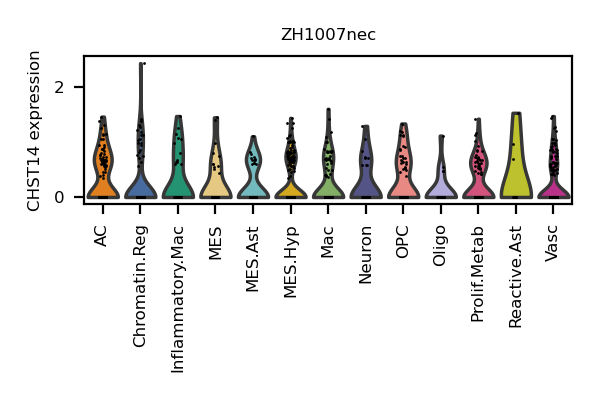 ZH1007nec
CHST14 expression
2
0
AC
Chromatin.Reg
Inflammatory.Mac
MES
MES.Ast
MES.Hyp
Mac
Neuron
OPC
Oligo
Prolif.Metab
Reactive.Ast
Vasc